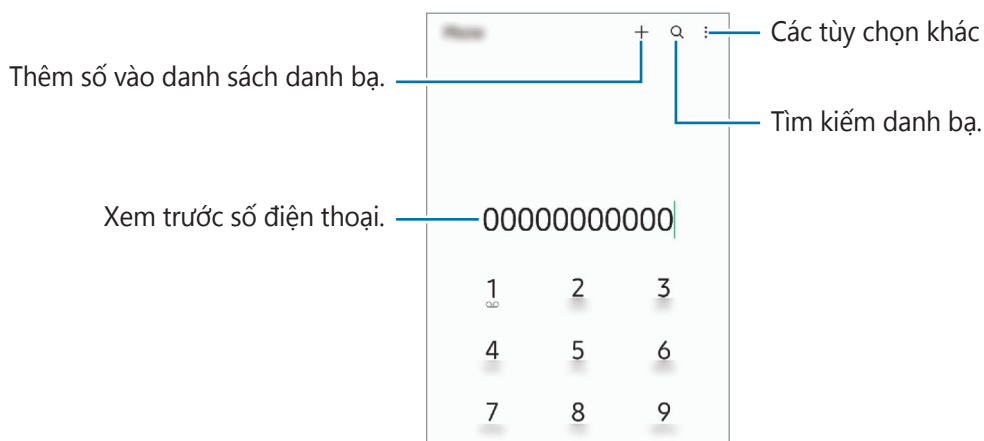 Các tùy chọn khác
Thêm số vào danh sách danh bạ.
Tìm kiếm danh bạ.
Xem trước số điện thoại.
00000000000
1 2 3
4 5 6
7 8 9